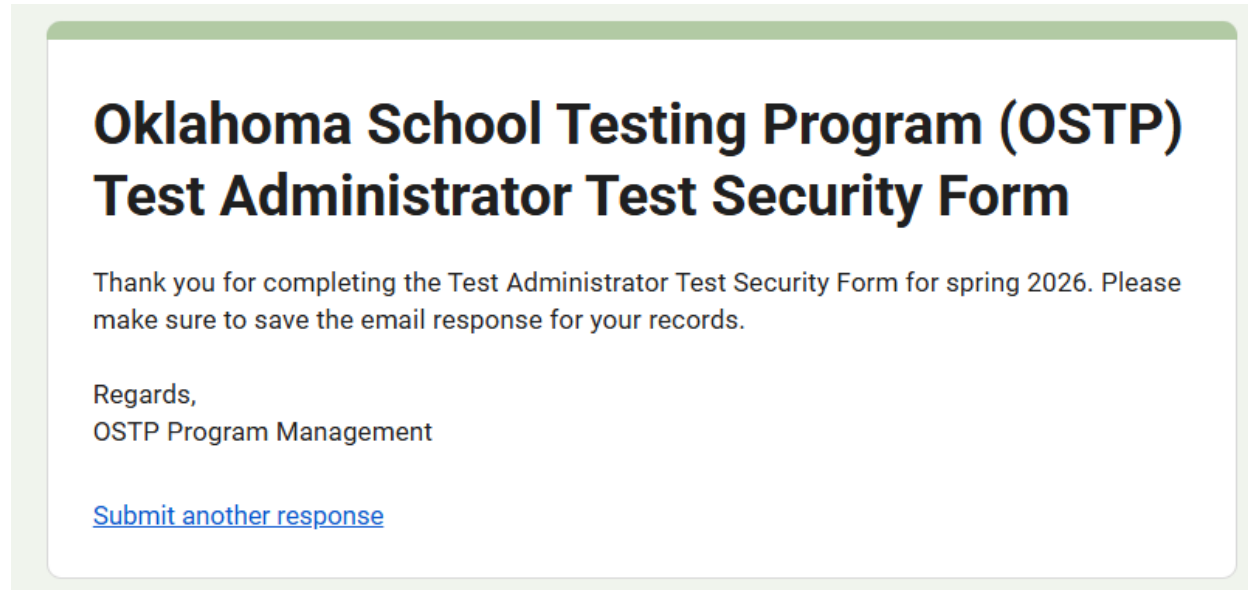 Oklahoma School Testing Program (OSTP)
Test Administrator Test Security Form
Thank you for completing the Test Administrator Test Security Form for spring 2026. Please
make sure to save the email response for your records.
Regards,
OSTP Program Management
Submit another response